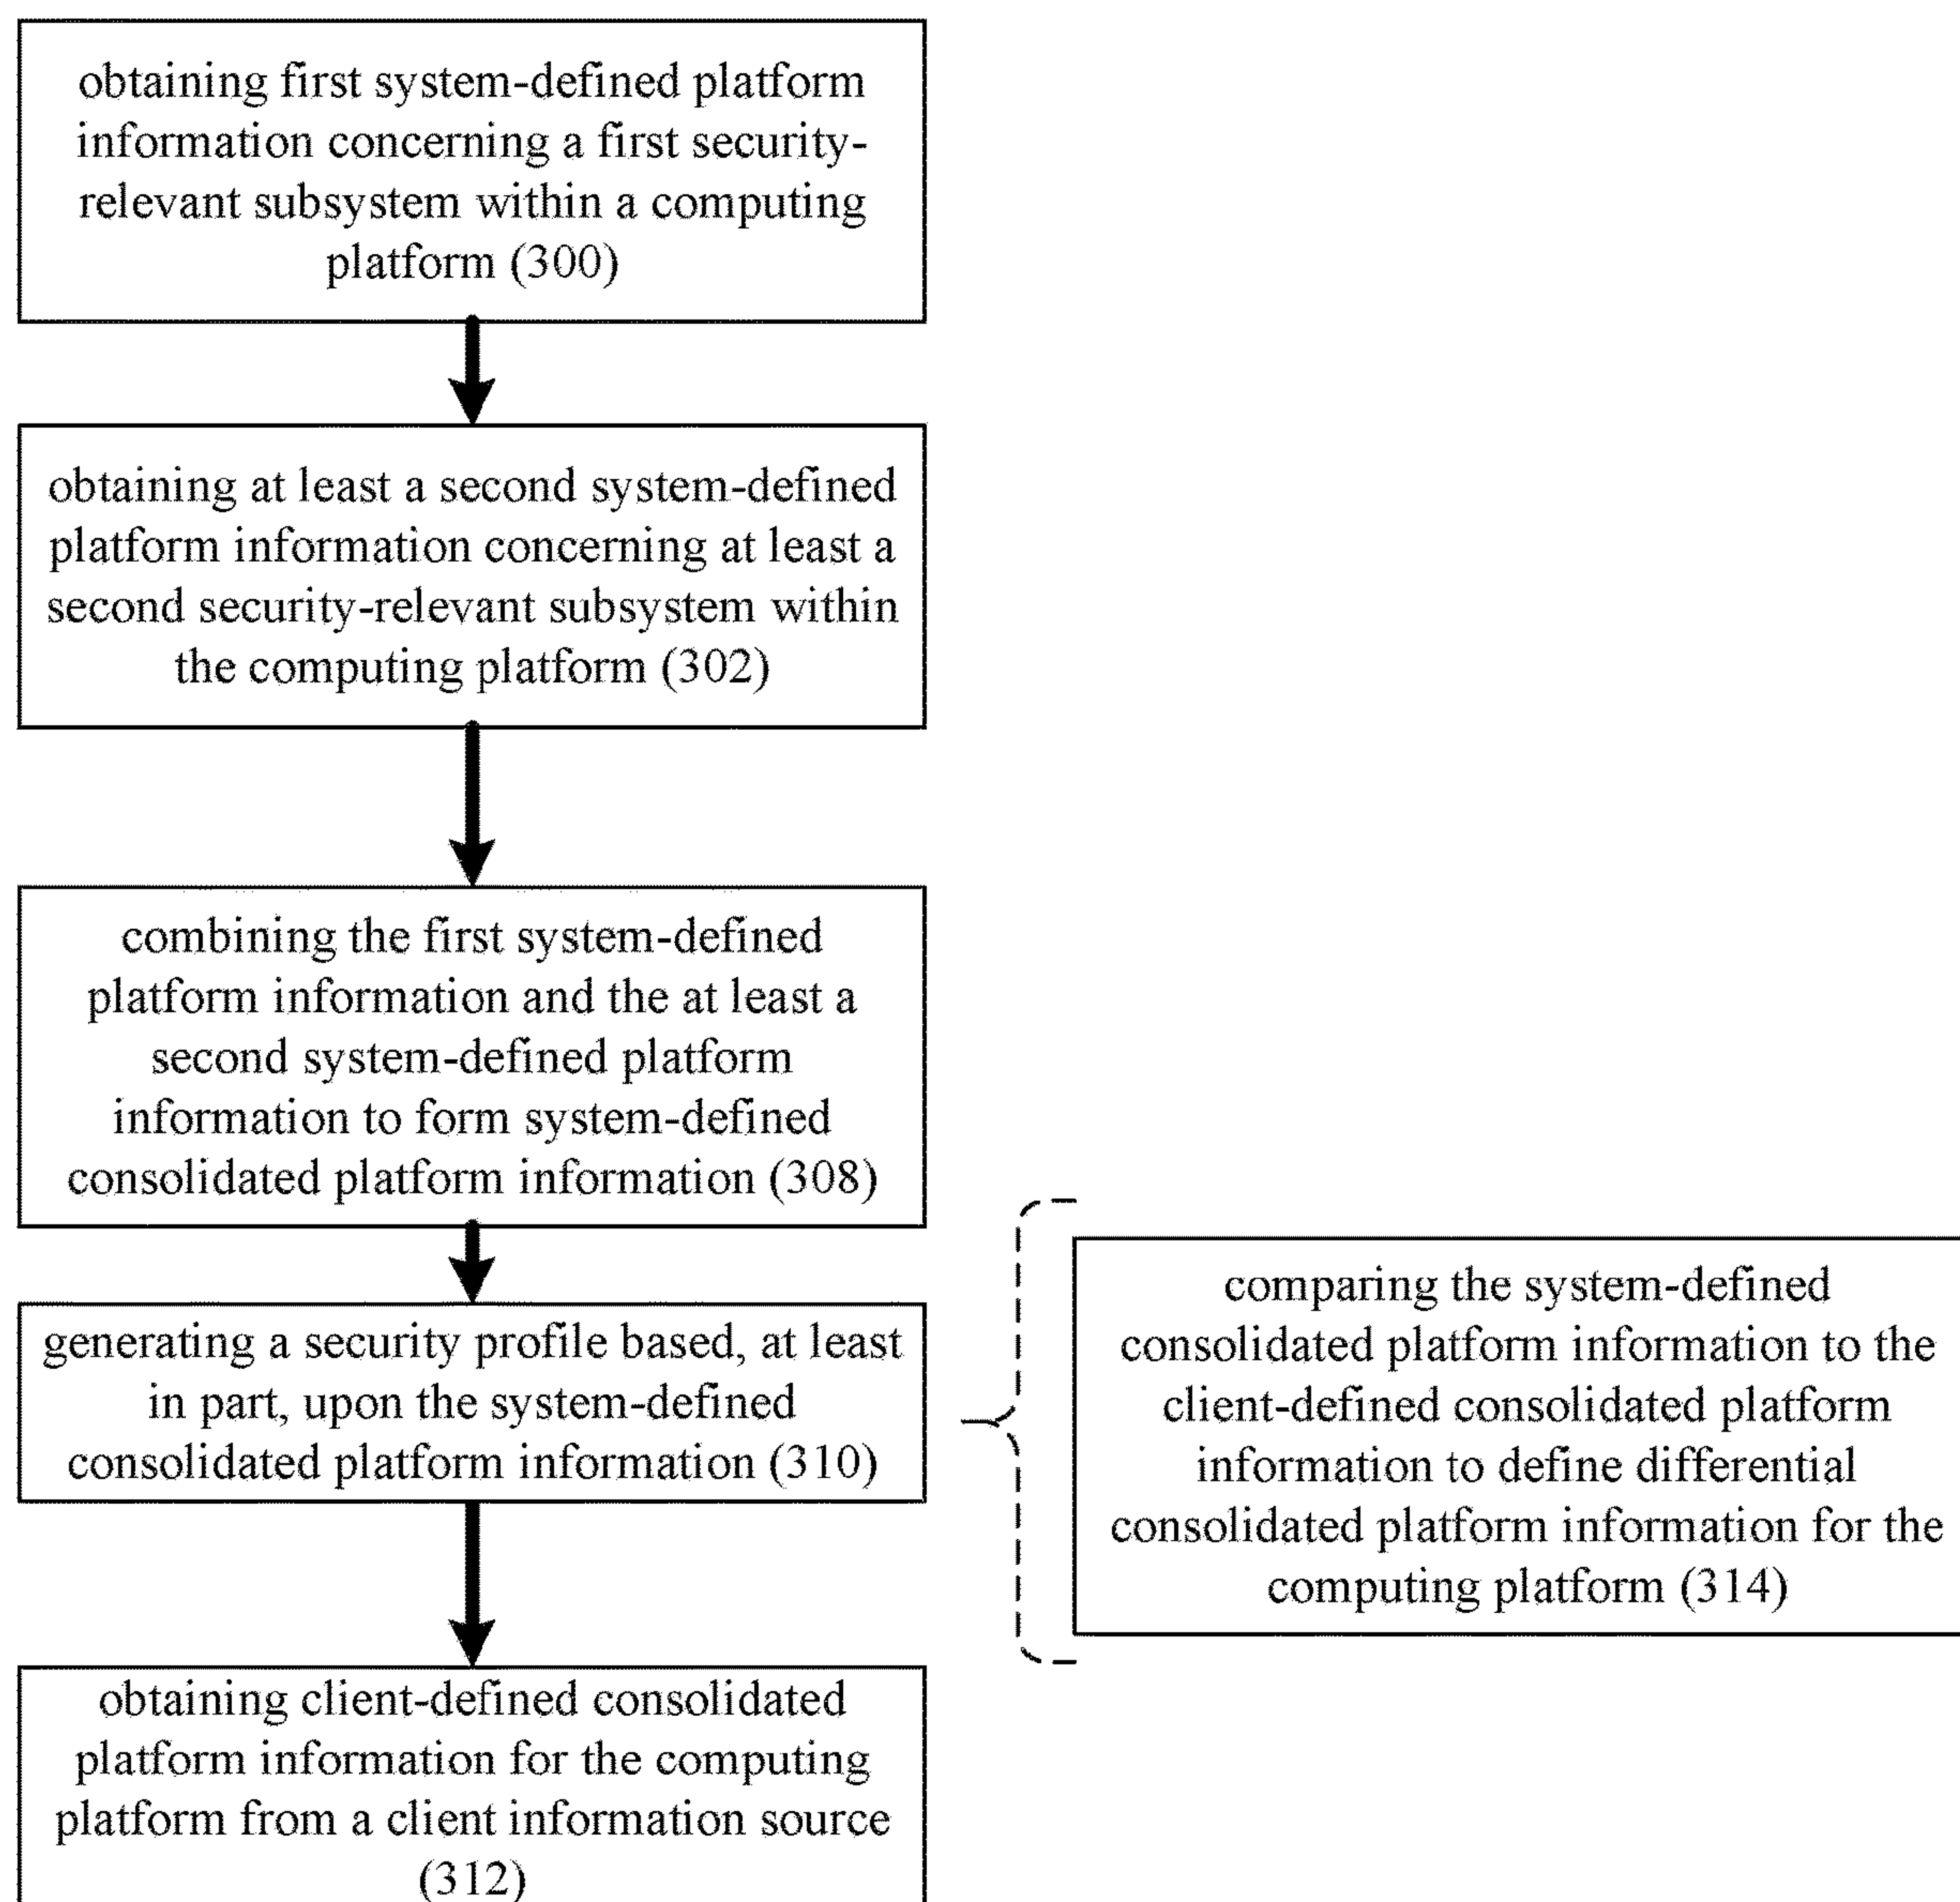 obtaining first system-defined platform
information concerning a first security-
relevant subsystem within a computing
platform (300)
obtaining at least a second system-defined
platform information concerning at least a
second security-relevant subsystem within
the computing platform (302)
combining the first system-defined
platform information and the at least a
second system-defined platform
information to form system-defined
consolidated platform information (308)
generating a security profile based, at least
in part, upon the system-defined
consolidated platform information (310)
comparing the system-defined
consolidated platform information to the
client-defined consolidated platform
information to define differential
consolidated platform information for the
computing platform (314)
obtaining client-defined consolidated
platform information for the computing
platform from a client information source
(312)